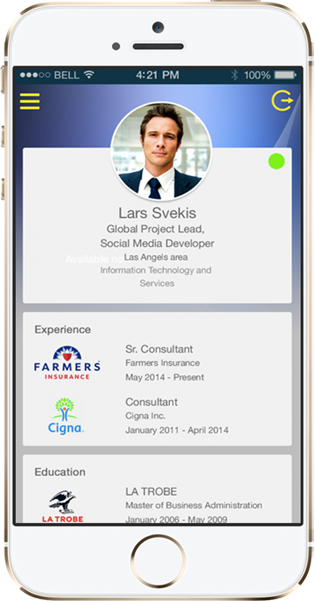 BELL 4:21 PM 100%
Lars Svekis
Global Project Lead,
Social Media Developer
Los Angels area
Available no
Information Technology and
Services
Experience
FARMERS
INSURANCE
Sr. Consultant
Farmers Insurance
May 2014 - Present
Cigna.
Consultant
Cigna Inc.
January 2011 - April 2014
Education
LA TROBE
LA TROBE
Master of Business Administration
January 2006 - May 2009